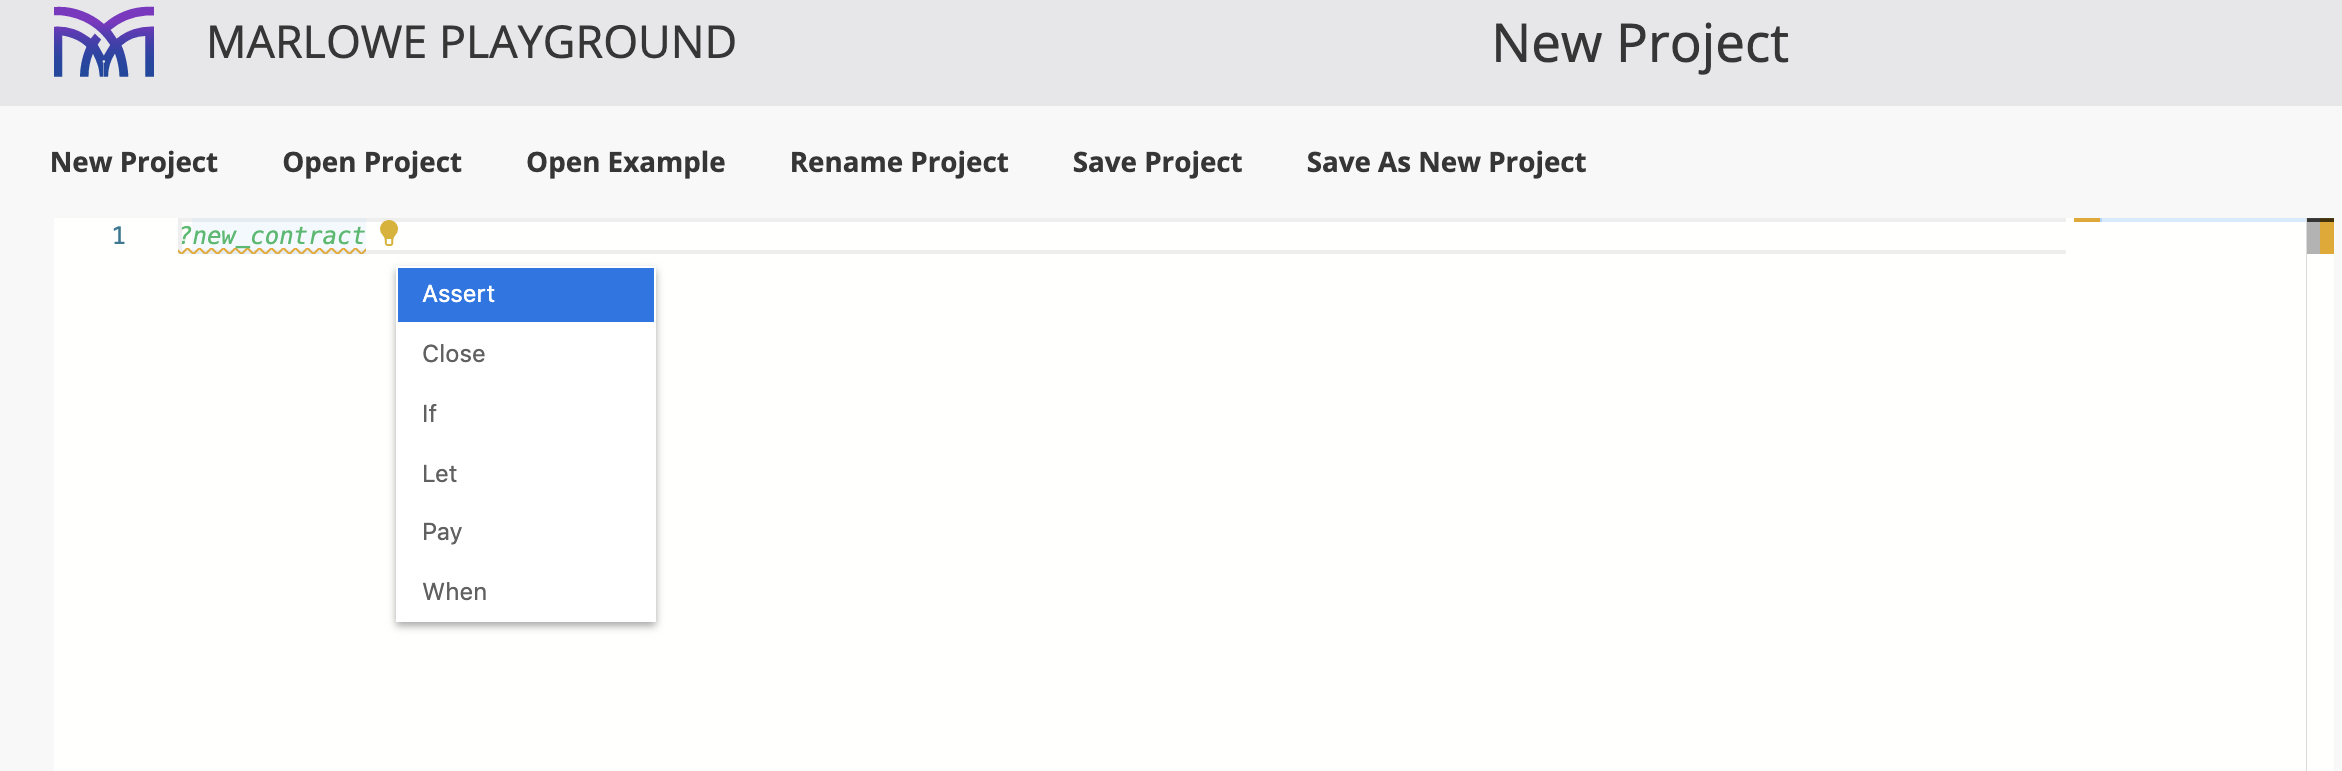 MARLOWE PLAYGROUND
New Project
New Project Open Project Open Example Rename Project Save Project Save As New Project
1 ?new_contract
Assert
Close
If
Let
Pay
When